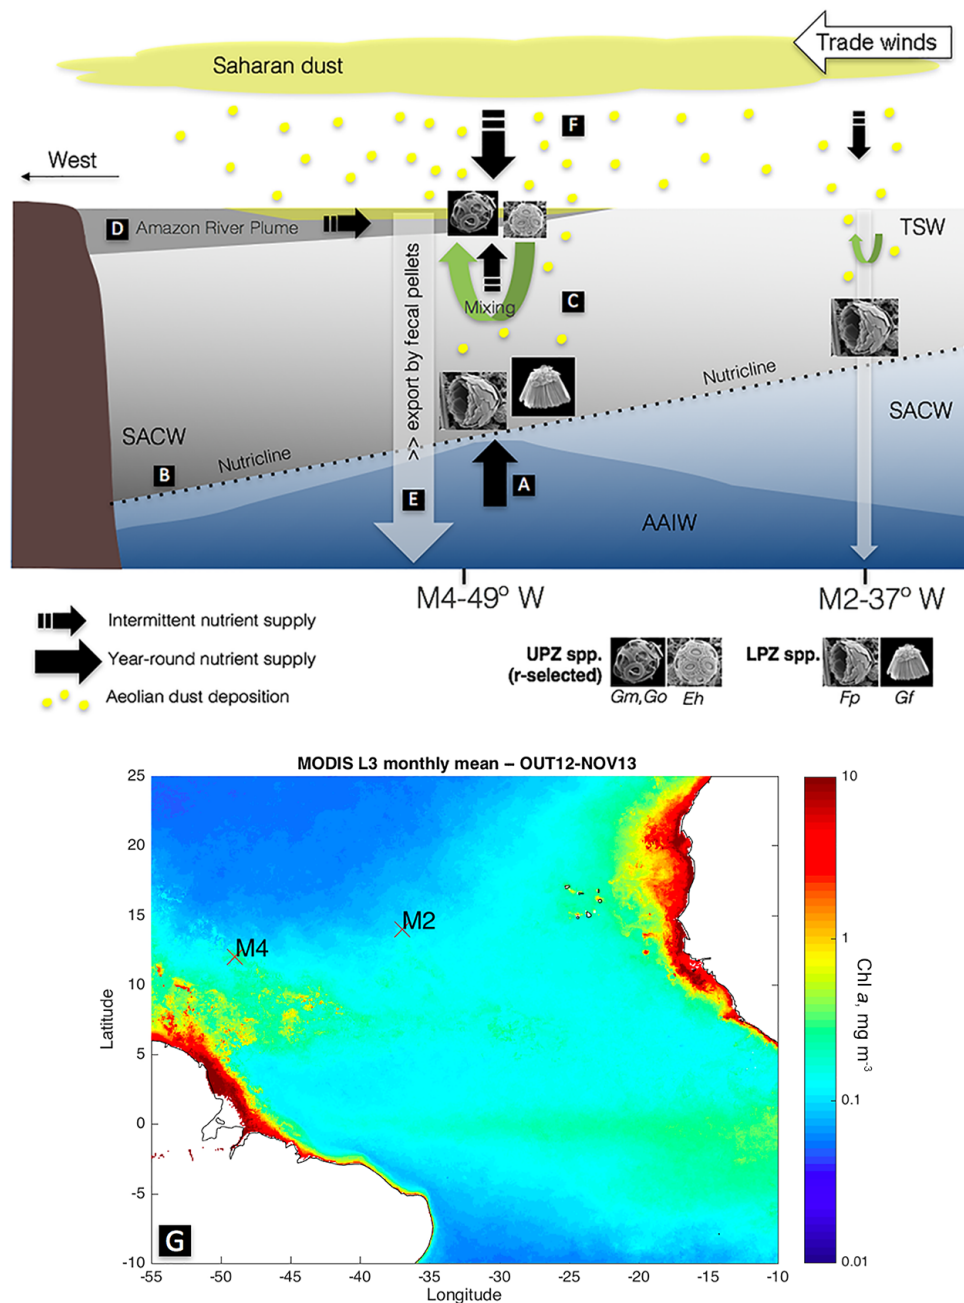 Trade winds
Saharan dust
F
West
D Amazon River Plume
TSW
>> export by fecal pellets
Mixing
C
Nutricline
SACW
SACW
B
Nutricline
E
A
AAIW
M4-49º W
M2-37º W
Intermittent nutrient supply
Year-round nutrient supply
Aeolian dust deposition
UPZ spp.
(r-selected)
Gm,Go Eh
LPZ spp.
Fp Gf
MODIS L3 monthly mean – OUT12-NOV13
25
20
15
10
5
0
-5
-10
Latitude
M2
M4
G
-55 -50 -45 -40 -35 -30 -25 -20 -15 -10
Longitude
10
1
0.1
0.01
Chl a, mg m-3